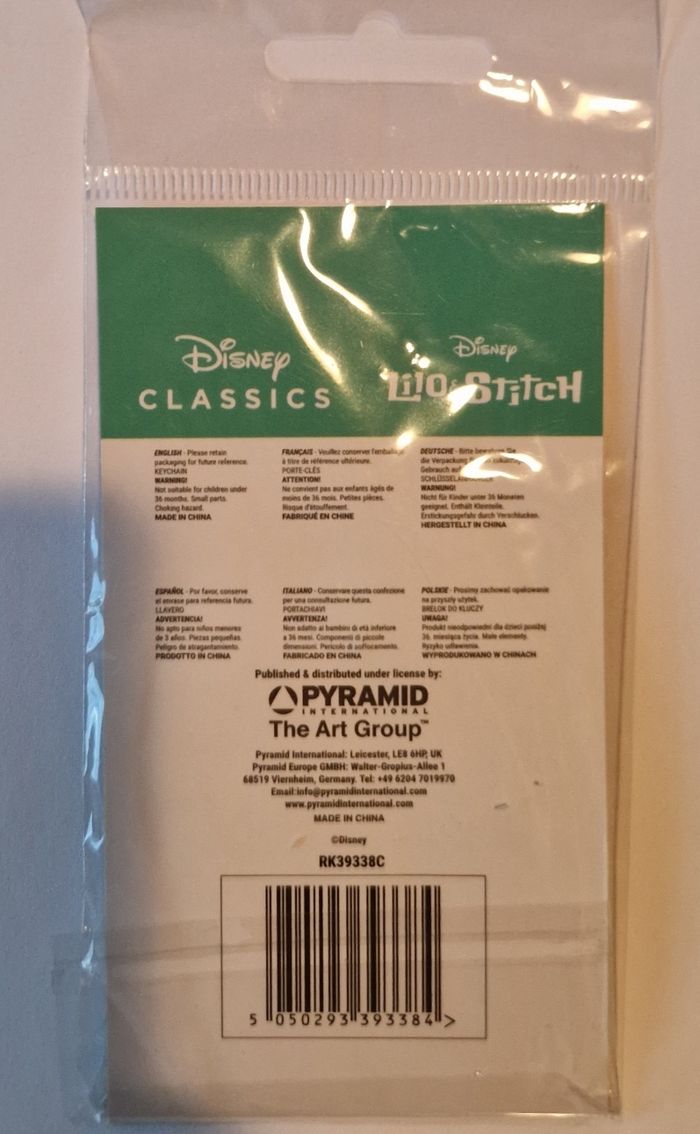 Disney
CLASSICS
Disney
Lilo & Stitch
ENGLISH - Please retain
packaging for future reference.
KEYCHAIN
WARNING!
Not suitable for children under
36 months. Small parts.
Choking hazard.
MADE IN CHINA
FRANÇAIS - Veuillez conserver l'emballage
à titre de référence ultérieure.
PORTE-CLÉS
ATTENTION!
Ne convient pas aux enfants âgés de
moins de 36 mois. Petites pièces.
Risque d'étouffement.
FABRIQUÉ EN CHINE
DEUTSCHE - Bitte Sie
die Verpackung
Gebrauch auf
WARNUNG!
Nicht für Kinder unter 36 Monaten
geeignet. Enthält Kleinteile.
Erstickungsgefahr durch Verschlucken.
HERGESTELLT IN CHINA
ESPAÑOL - Por favor, conserve
el envase para referencia futura.
LLAVERO
ADVERTENCIA!
No apto para niños menores
de 3 años. Piezas pequeñas.
Peligro de atragantamiento.
PRODOTTO IN CHINA
ITALIANO - Conservare questa confezione
per una consultazione futura.
PORTACHIAVI
AVVERTENZA!
Non adatto ai bambini di età inferiore
a 36 mesi. Componenti di piccole
dimensioni. Pericolo di soffocamento.
FABRICADO EN CHINA
POLSKIE - Prosimy zachować opakowanie
na przyszły użytek.
BRELOK DO KLUCZY
UWAGA!
Produkt nieodpowiedni dla dzieci poniżej
36. miesiąca życia. Małe elementy.
Ryzyko udławienia.
WYPRODUKOWANO W CHINACH
Published & distributed under license by:
PYRAMID
INTERNATIONAL
The Art Group™
Pyramid International: Leicester, LE8 6HP, UK
Pyramid Europe GMBH: Walter-Gropius-Allee 1
68519 Viernheim, Germany. Tel: +49 6204 7019970
Email:info@pyramidinternational.com
www.pyramidinternational.com
MADE IN CHINA
©Disney
RK39338C
5 050293 393384 >